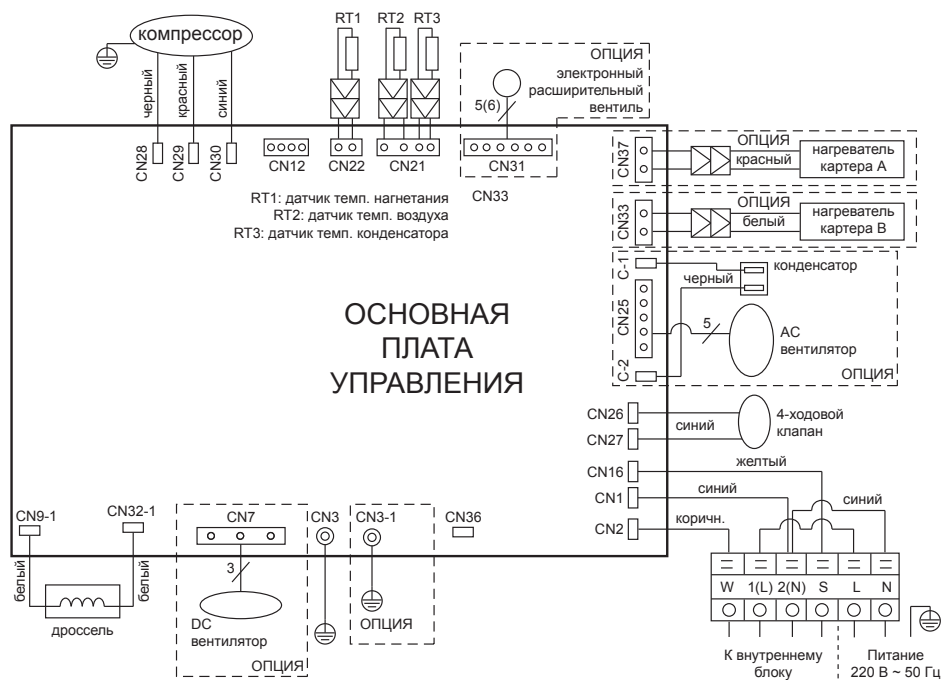 RT1 RT2 RT3
компрессор
ОПЦИЯ
электронный
расширительный
вентиль
5(6)
черный
красный
синий
CN28
CN29
CN30
CN12
CN22
CN21
CN31
CN33
RT1: датчик темп. нагнетания
RT2: датчик темп. воздуха
RT3: датчик темп. конденсатора
CN37
ОПЦИЯ
красный
нагреватель
картера А
CN33
ОПЦИЯ
белый
нагреватель
картера В
C-1
конденсатор
черный
CN25
5
AC
вентилятор
C-2
ОПЦИЯ
ОСНОВНАЯ
ПЛАТА
УПРАВЛЕНИЯ
CN26
4-ходовой
клапан
синий
CN27
CN16
желтый
CN1
синий
синий
CN2
коричн.
CN9-1
CN32-1
CN7
CN3
CN3-1
CN36
белый
белый
дроссель
3
DC
вентилятор
ОПЦИЯ
ОПЦИЯ
W 1(L) 2(N) S L N
К внутреннему
блоку
Питание
220 В ~ 50 Гц